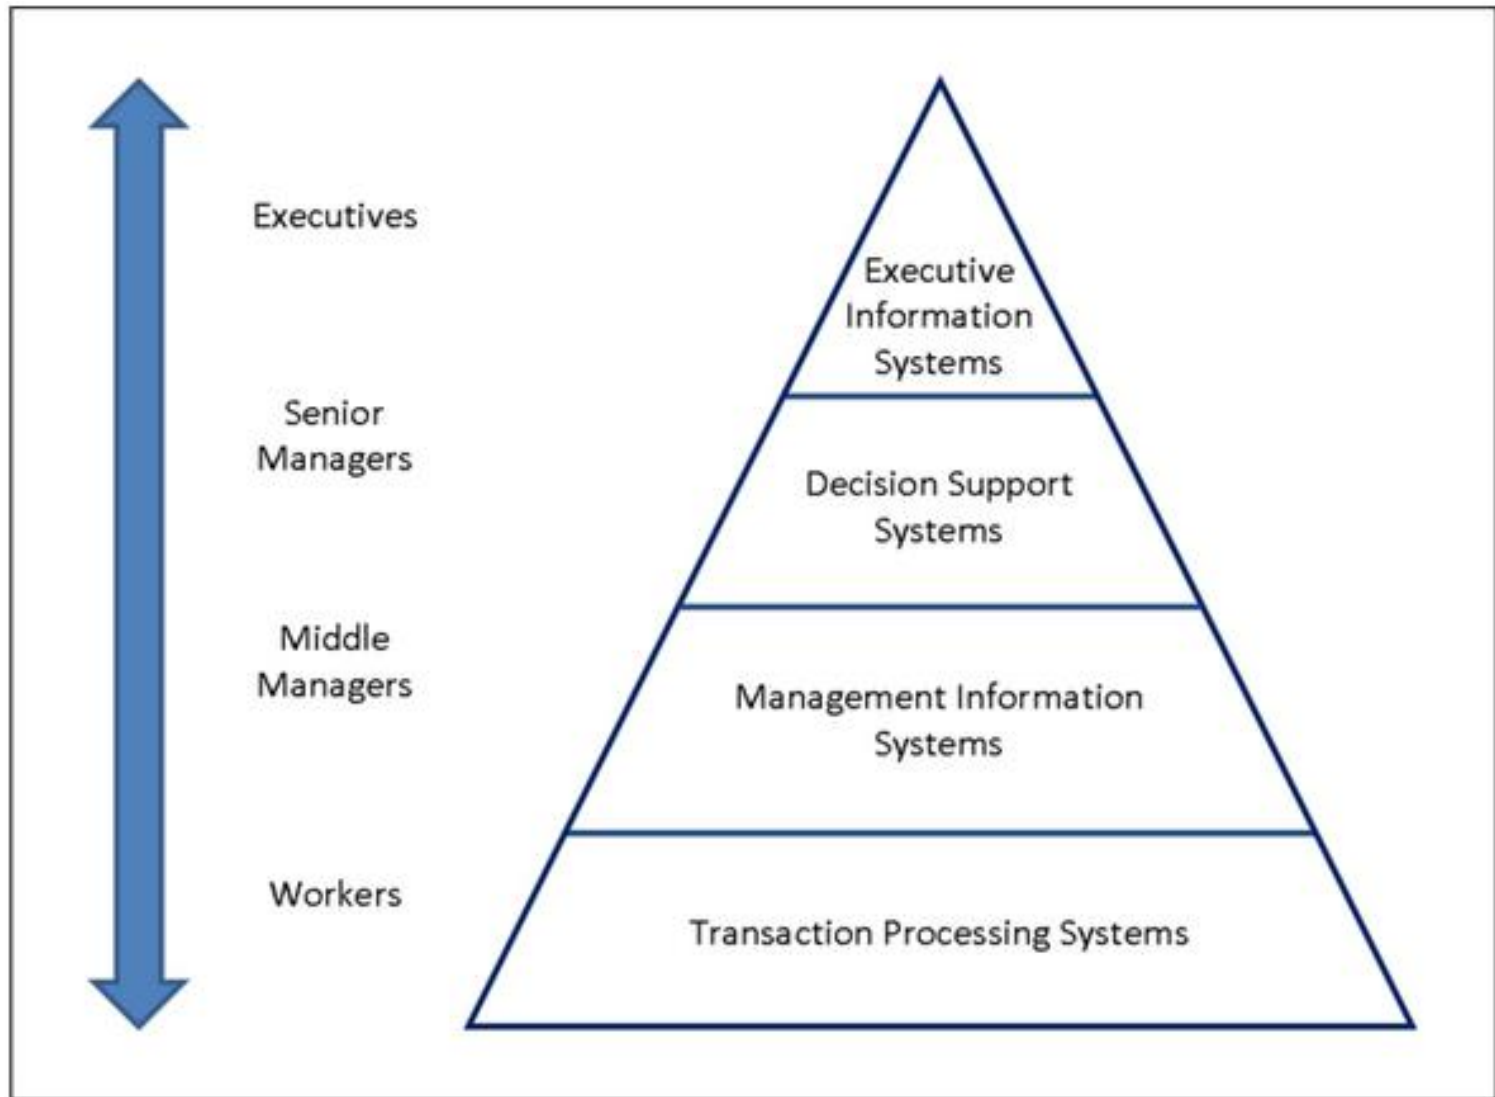 Executives
Executive
Information
Systems
Senior
Managers
Decision Support
Systems
Middle
Managers
Management Information
Systems
Workers
Transaction Processing Systems